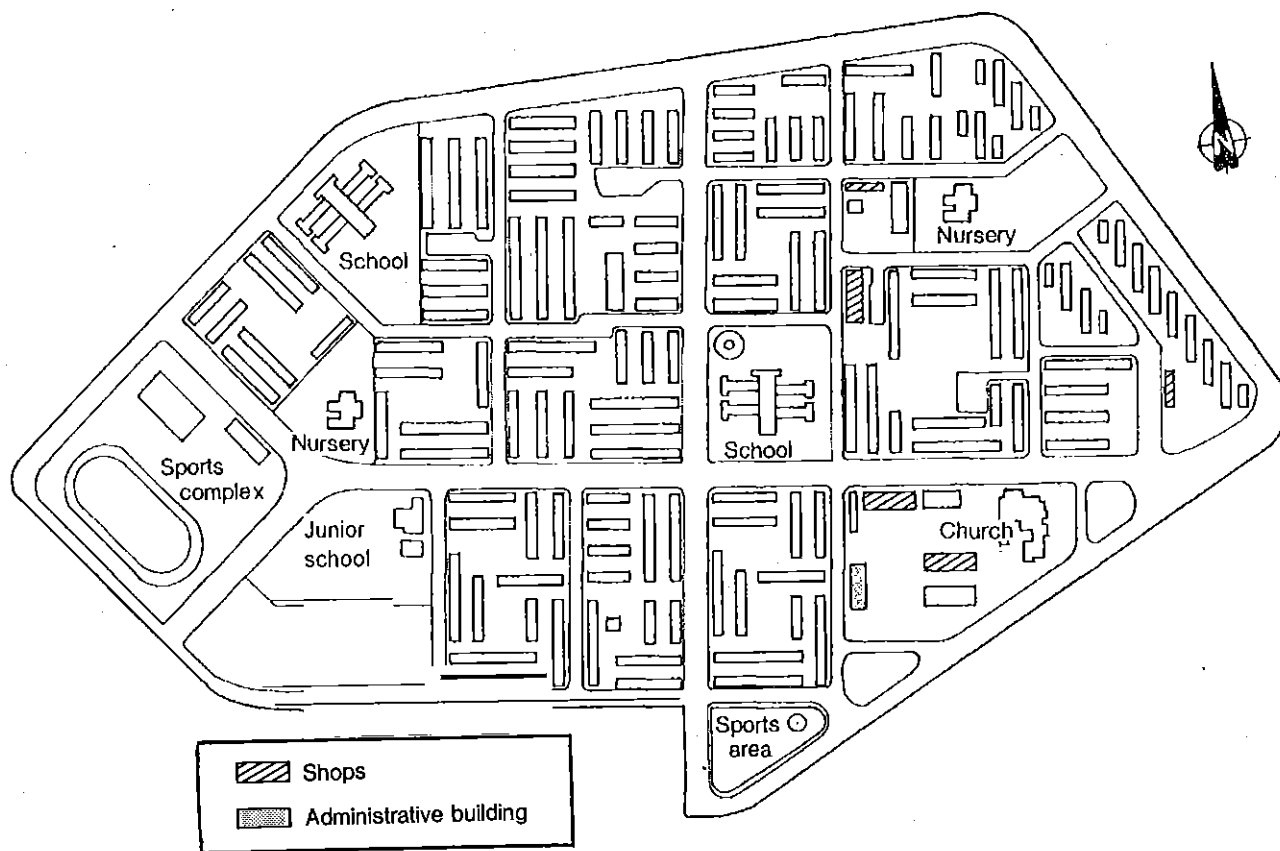 N
School
Nursery
School
Nursery
Sports
complex
Junior
school
Church
Sports
area
Shops
Administrative building